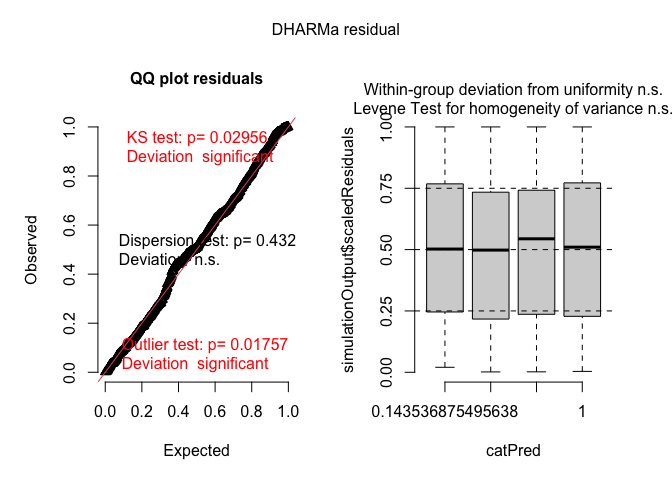 DHARMa residual
QQ plot residuals
KS test: p= 0.02956
Deviation significant
Dispersion test: p= 0.432
Deviation n.s.
Outlier test: p= 0.01757
Deviation significant
Observed
0.0 0.2 0.4 0.6 0.8 1.0
0.0 0.2 0.4 0.6 0.8 1.0
Expected
Within-group deviation from uniformity n.s.
Levene Test for homogeneity of variance n.s.
simulationOutput$scaledResiduals
0.00 0.25 0.50 0.75 1.00
0.143536875495638 1
catPred